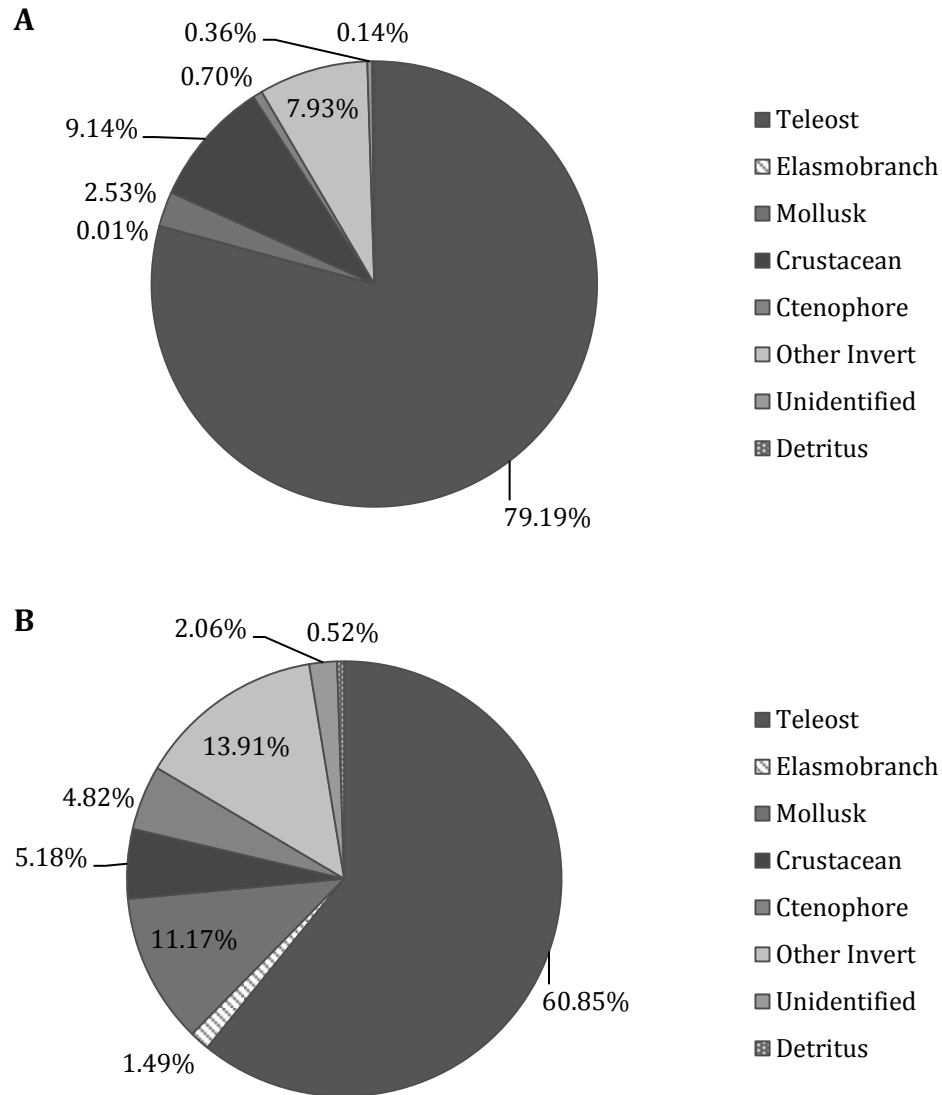 A
0.36%
0.14%
0.70%
7.93%
9.14%
2.53%
0.01%
79.19%
Teleost
Elasmobranch
Mollusk
Crustacean
Ctenophore
Other Invert
Unidentified
Detritus
B
2.06%
0.52%
13.91%
4.82%
5.18%
11.17%
1.49%
60.85%
Teleost
Elasmobranch
Mollusk
Crustacean
Ctenophore
Other Invert
Unidentified
Detritus